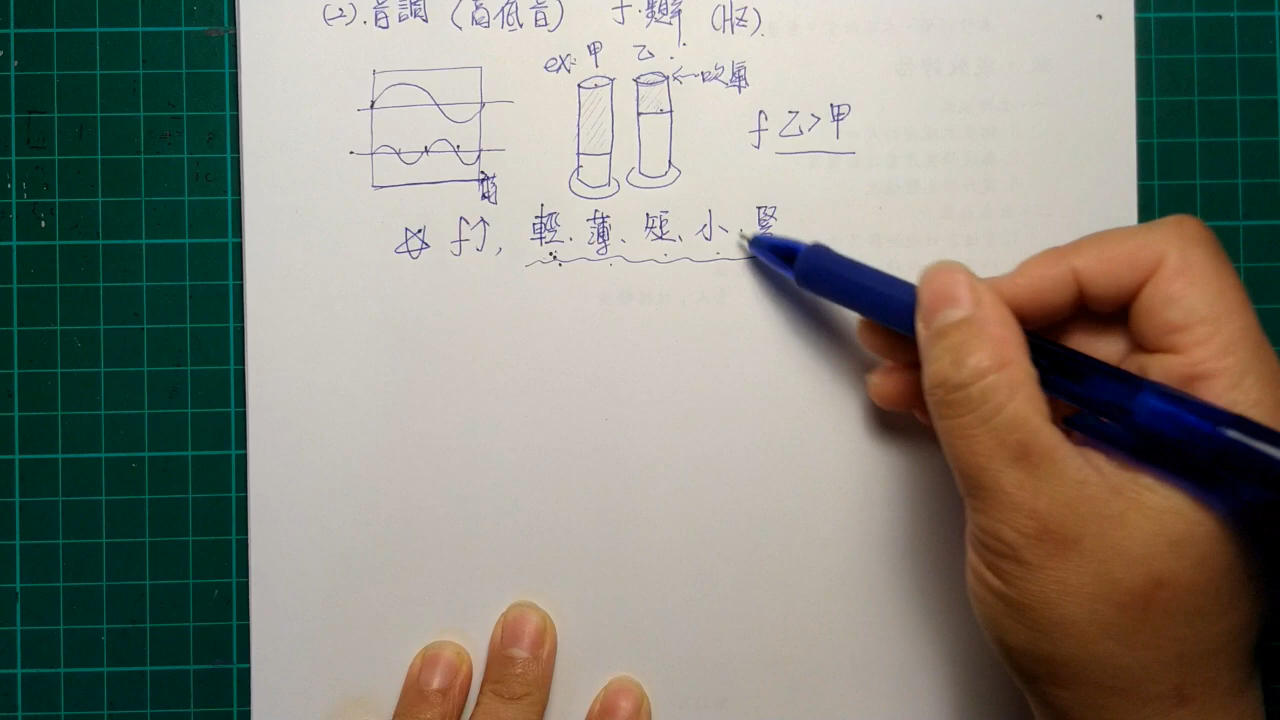 (2). 音調 (高低音) f.頻率 (HZ).
ex: 甲 乙
←吹氣
f 乙>甲
☆ f↑, 輕、薄、短、小、緊